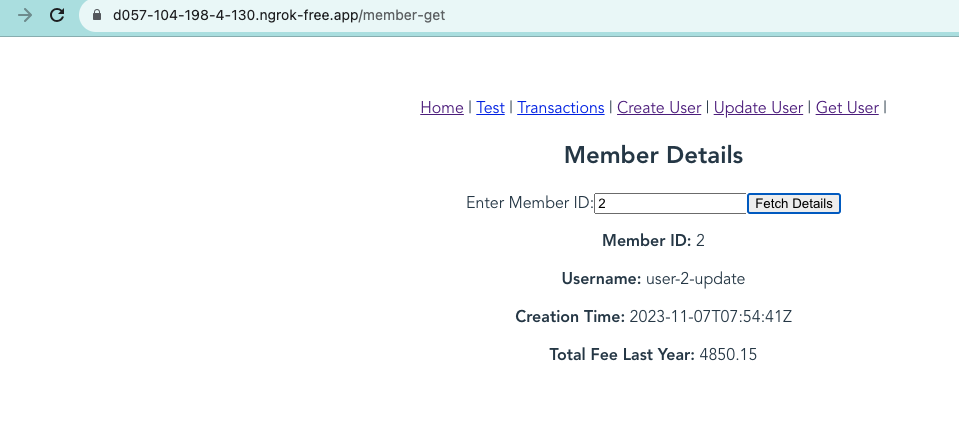 d057-104-198-4-130.ngrok-free.app/member-get
Home | Test | Transactions | Create User | Update User | Get User |
Member Details
Enter Member ID: 2 Fetch Details
Member ID: 2
Username: user-2-update
Creation Time: 2023-11-07T07:54:41Z
Total Fee Last Year: 4850.15